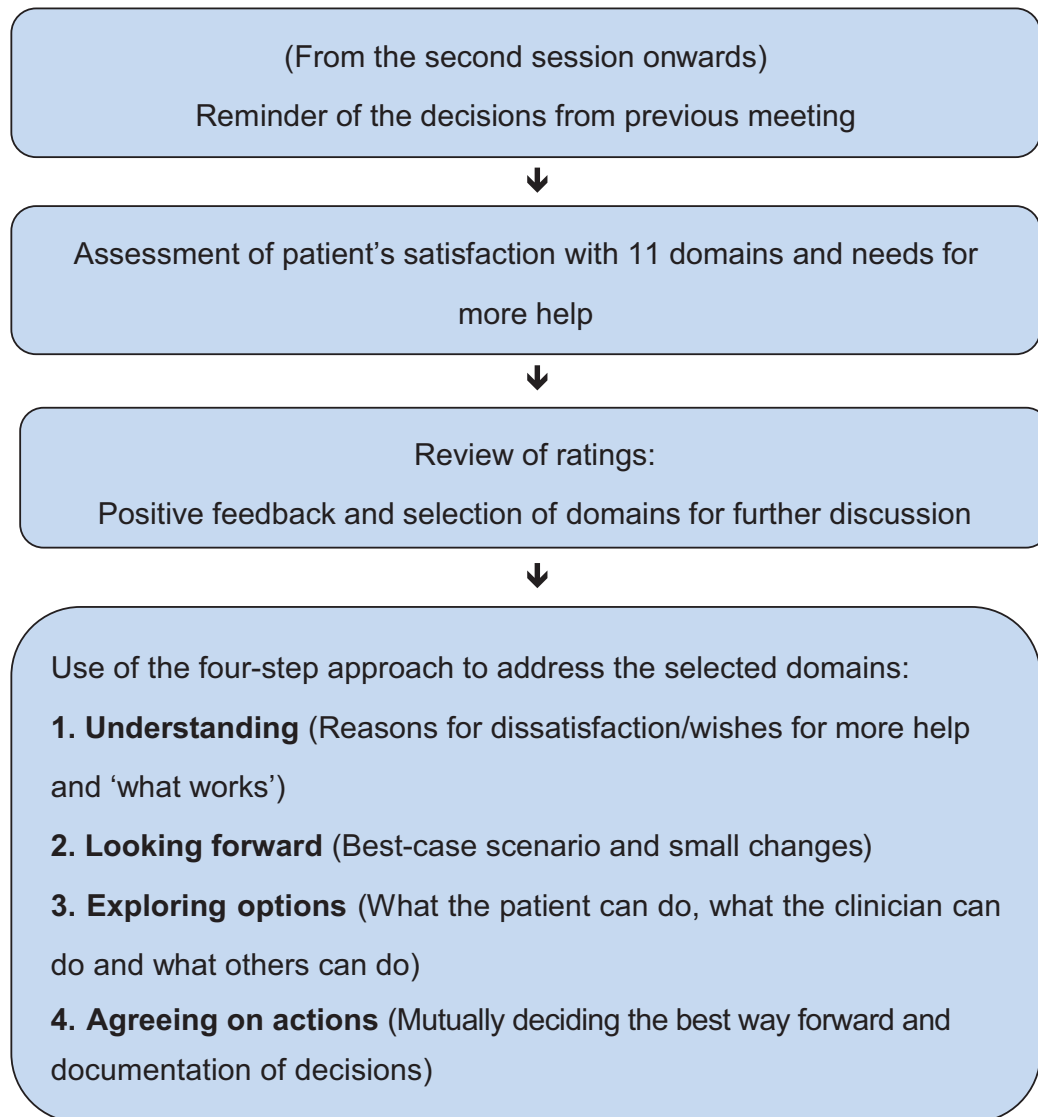 (From the second session onwards)
Reminder of the decisions from previous meeting
Assessment of patient’s satisfaction with 11 domains and needs for
more help
Review of ratings:
Positive feedback and selection of domains for further discussion
Use of the four-step approach to address the selected domains:
1. Understanding (Reasons for dissatisfaction/wishes for more help
and ‘what works’)
2. Looking forward (Best-case scenario and small changes)
3. Exploring options (What the patient can do, what the clinician can
do and what others can do)
4. Agreeing on actions (Mutually deciding the best way forward and
documentation of decisions)